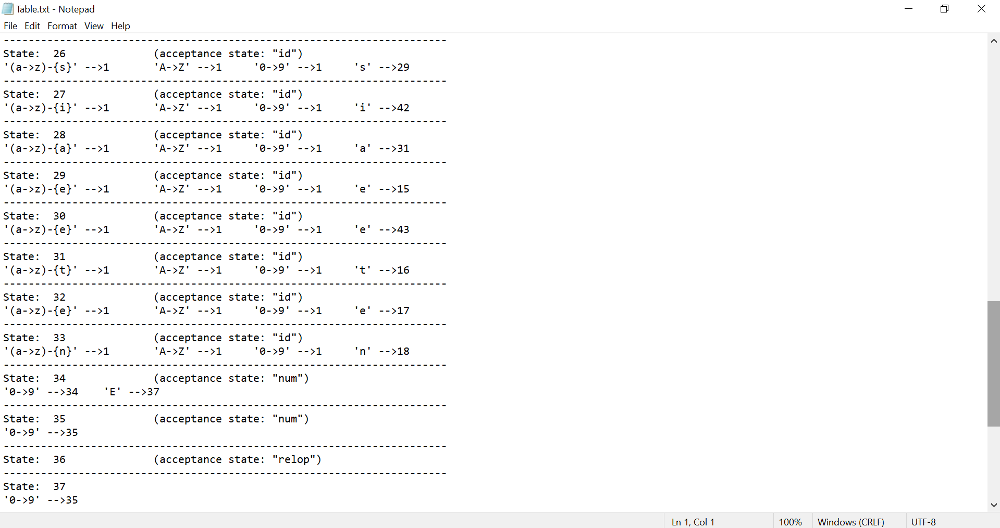 Table.txt - Notepad
File Edit Format View Help
-----------------------------------------------------------------------
State:  26              (acceptance state: "id")
'(a->z)-{s}' -->1       'A->Z' -->1     '0->9' -->1     's' -->29
-----------------------------------------------------------------------
State:  27              (acceptance state: "id")
'(a->z)-{i}' -->1       'A->Z' -->1     '0->9' -->1     'i' -->42
-----------------------------------------------------------------------
State:  28              (acceptance state: "id")
'(a->z)-{a}' -->1       'A->Z' -->1     '0->9' -->1     'a' -->31
-----------------------------------------------------------------------
State:  29              (acceptance state: "id")
'(a->z)-{e}' -->1       'A->Z' -->1     '0->9' -->1     'e' -->15
-----------------------------------------------------------------------
State:  30              (acceptance state: "id")
'(a->z)-{e}' -->1       'A->Z' -->1     '0->9' -->1     'e' -->43
-----------------------------------------------------------------------
State:  31              (acceptance state: "id")
'(a->z)-{t}' -->1       'A->Z' -->1     '0->9' -->1     't' -->16
-----------------------------------------------------------------------
State:  32              (acceptance state: "id")
'(a->z)-{e}' -->1       'A->Z' -->1     '0->9' -->1     'e' -->17
-----------------------------------------------------------------------
State:  33              (acceptance state: "id")
'(a->z)-{n}' -->1       'A->Z' -->1     '0->9' -->1     'n' -->18
-----------------------------------------------------------------------
State:  34              (acceptance state: "num")
'0->9' -->34    'E' -->37
-----------------------------------------------------------------------
State:  35              (acceptance state: "num")
'0->9' -->35
-----------------------------------------------------------------------
State:  36              (acceptance state: "relop")
-----------------------------------------------------------------------
State:  37
'0->9' -->35
Ln 1, Col 1 100% Windows (CRLF) UTF-8